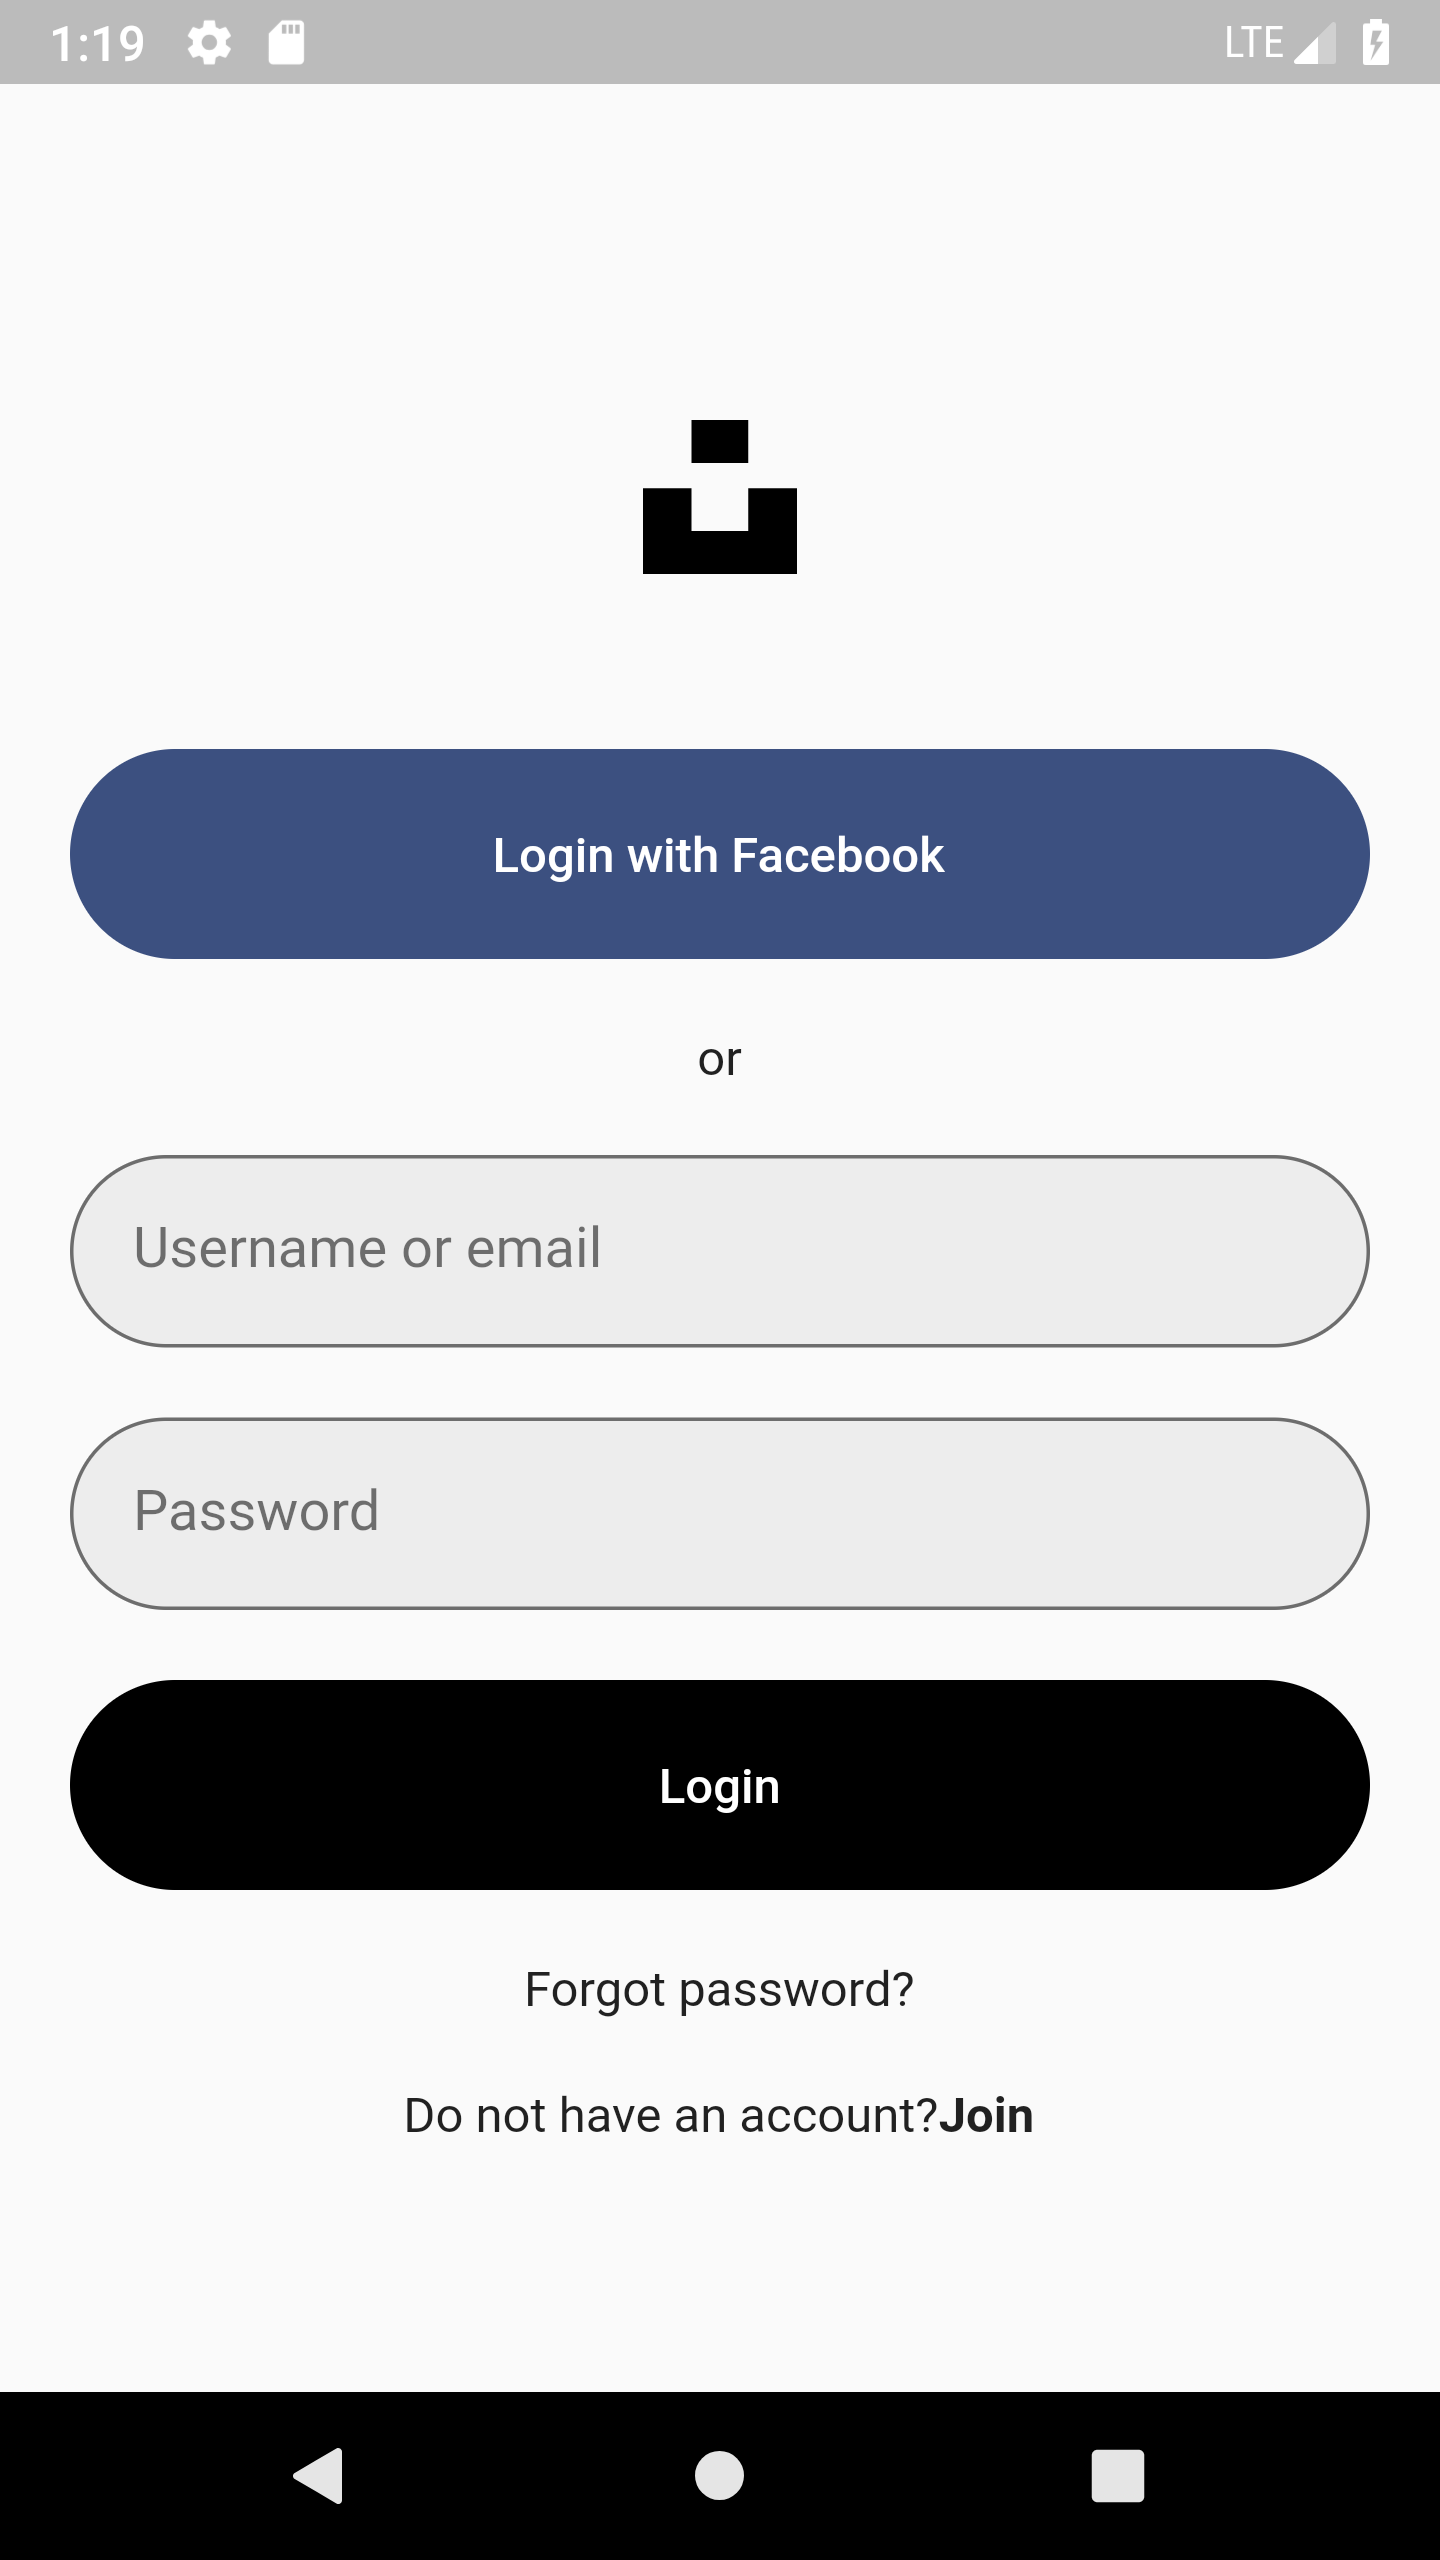 1:19 LTE
Login with Facebook
or
Username or email
Password
Login
Forgot password?
Do not have an account?Join